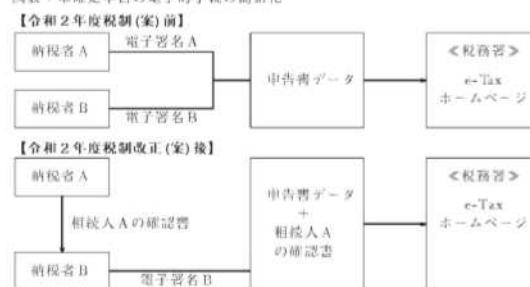 【令和2年度税制(案)前】
納税者A
電子署名A
納税者B
電子署名B
申告書データ
≪税務署≫
e-Tax
ホームページ
【令和2年度税制改正(案)後】
納税者A
相続人Aの確認書
納税者B
電子署名B
申告書データ
+
相続人A
の確認書
≪税務署≫
e-Tax
ホームページ